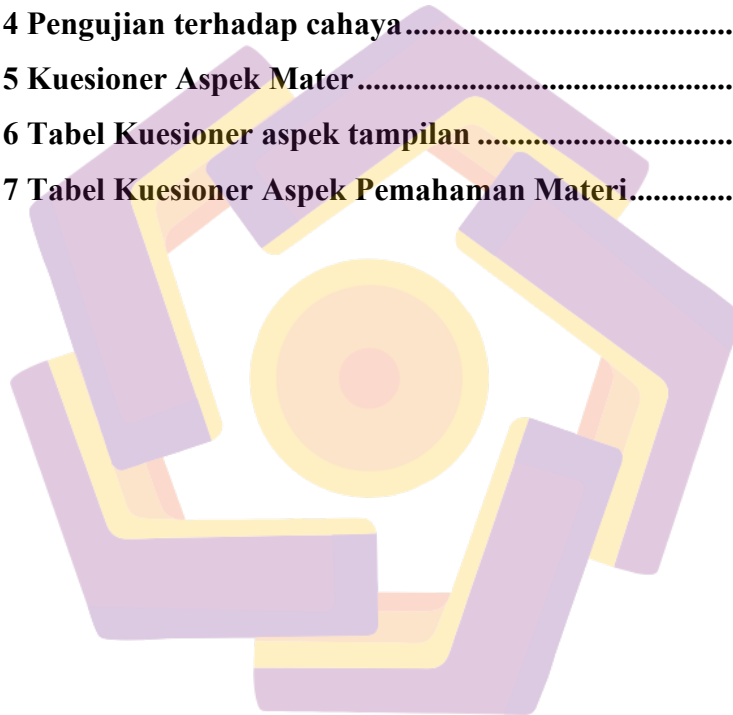 4 Pengujian terhadap cahaya....................................
5 Kuesioner Aspek Mater.........................................
6 Tabel Kuesioner aspek tampilan ............................
7 Tabel Kuesioner Aspek Pemahaman Materi.............